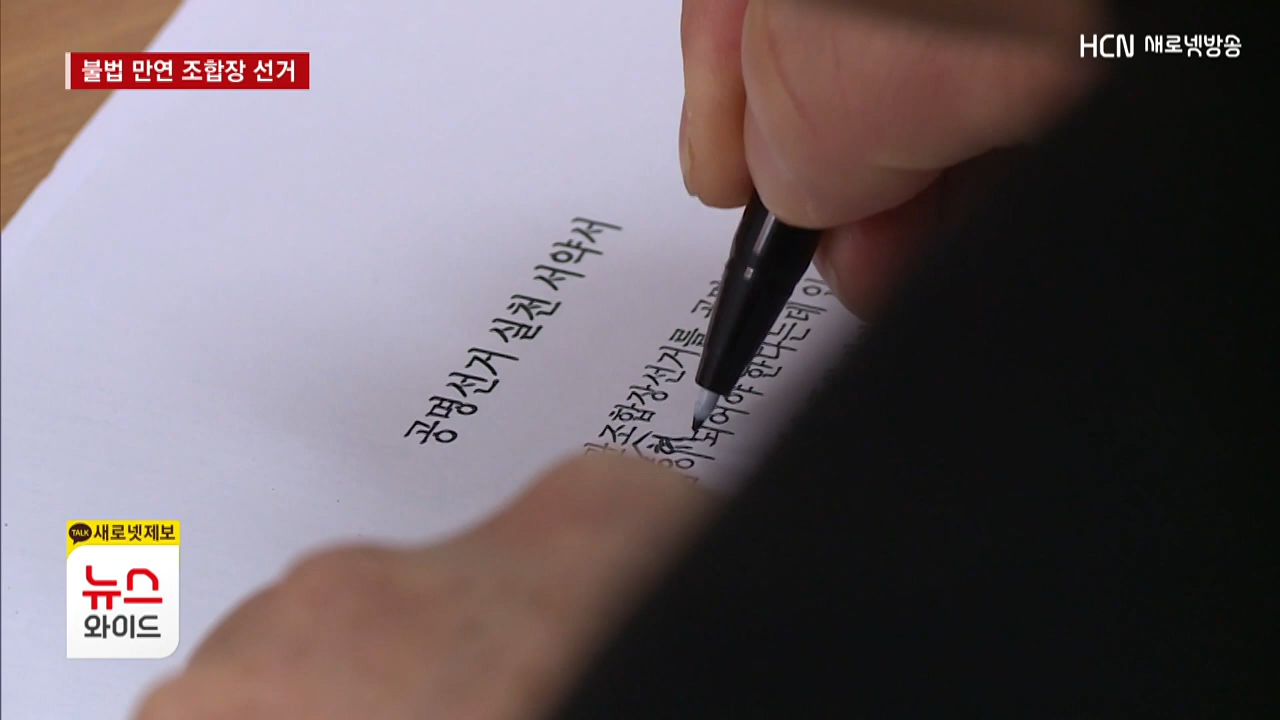 불법 만연 조합장 선거
HCN 새로넷방송
공명선거 실천 서약서
조합장선거를
되어야 한다는데
TALK 새로넷제보
뉴스
와이드